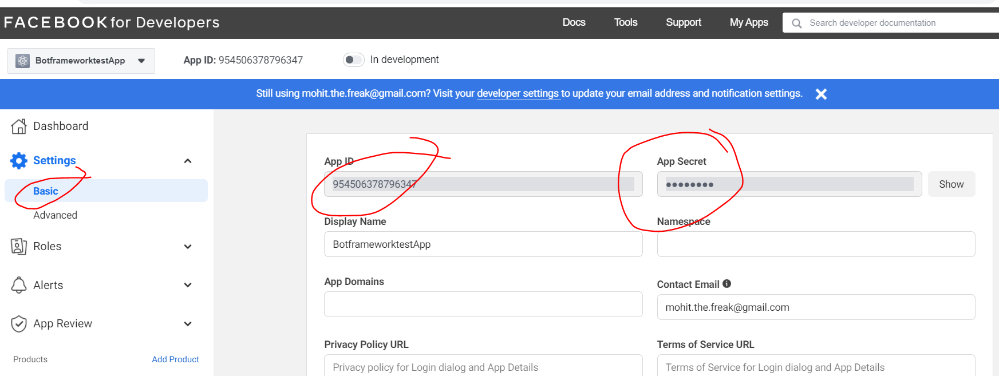 FACEBOOK for Developers
Docs Tools Support My Apps Search developer documentation
BotframeworktestApp App ID: 954506378796347 In development
Still using mohit.the.freak@gmail.com? Visit your developer settings to update your email address and notification settings.
Dashboard
Settings
Basic
Advanced
Roles
Alerts
App Review
Products Add Product
App ID App Secret
954506378796347 •••••••• Show
Display Name Namespace
BotframeworktestApp
App Domains Contact Email
mohit.the.freak@gmail.com
Privacy Policy URL Terms of Service URL
Privacy policy for Login dialog and App Details Terms of Service for Login dialog and App Details